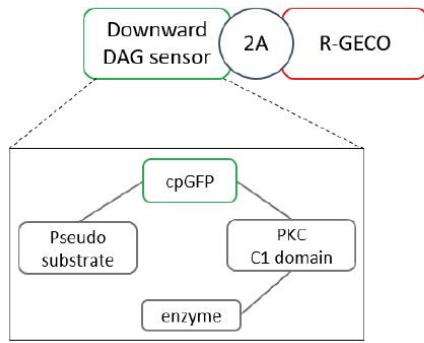 Downward
DAG sensor
2A
R-GECO
cpGFP
Pseudo
substrate
PKC
C1 domain
enzyme